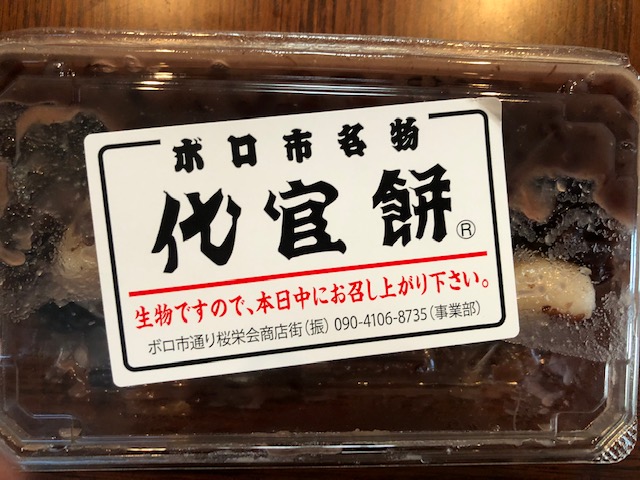 ボロ市名物
代官餅®
生物ですので、本日中にお召し上がり下さい。
ボロ市通り桜栄会商店街(振) 090-4106-8735(事業部)